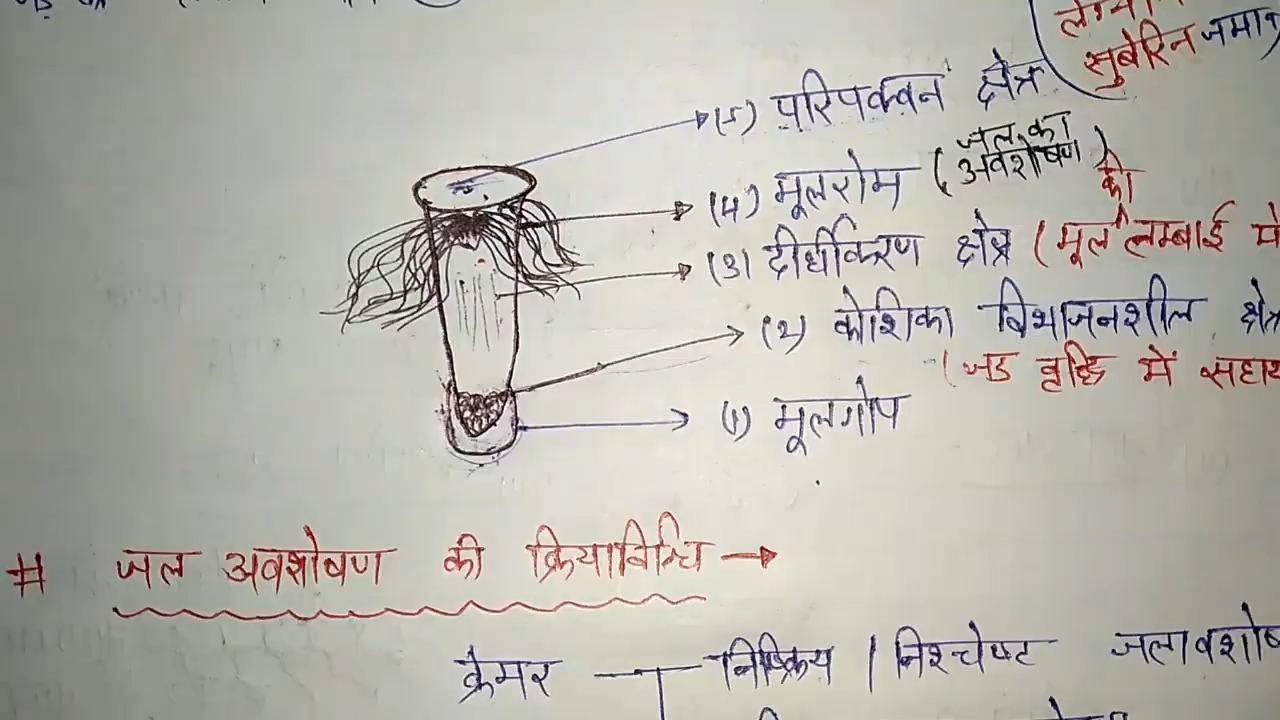 सुबेरिन जमाव
(5) परिपक्वन क्षेत्र
(4) मूलरोम (जल का अवशोषण)
(3) दीर्घीकरण क्षेत्र (मूल की लम्बाई मे
(2) कोशिका विभाजनशील क्षेत्र
(जड वृद्धि में सहाय
(1) मूलगोप
# जल अवशोषण की क्रियाविधि →
क्रेमर — निष्क्रिय / निश्चेष्ट जलावशोष